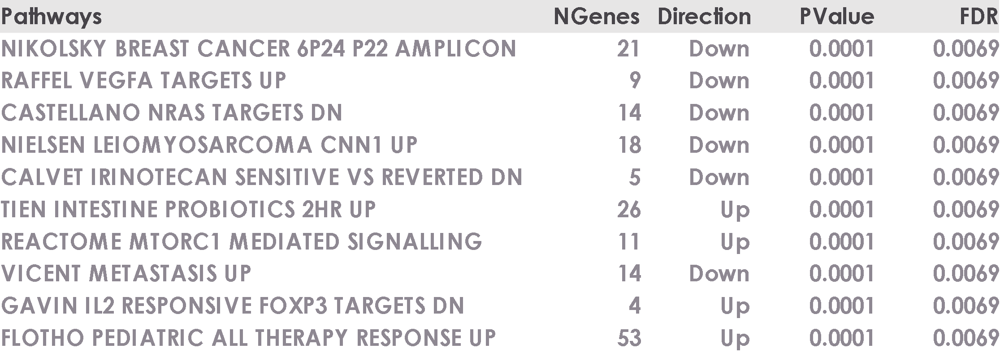 Pathways NGenes Direction PValue FDR
NIKOLSKY BREAST CANCER 6P24 P22 AMPLICON 21 Down 0.0001 0.0069
RAFFEL VEGFA TARGETS UP 9 Down 0.0001 0.0069
CASTELLANO NRAS TARGETS DN 14 Down 0.0001 0.0069
NIELSEN LEIOMYOSARCOMA CNN1 UP 18 Down 0.0001 0.0069
CALVET IRINOTECAN SENSITIVE VS REVERTED DN 5 Down 0.0001 0.0069
TIEN INTESTINE PROBIOTICS 2HR UP 26 Up 0.0001 0.0069
REACTOME MTORC1 MEDIATED SIGNALLING 11 Up 0.0001 0.0069
VICENT METASTASIS UP 14 Down 0.0001 0.0069
GAVIN IL2 RESPONSIVE FOXP3 TARGETS DN 4 Up 0.0001 0.0069
FLOTHO PEDIATRIC ALL THERAPY RESPONSE UP 53 Up 0.0001 0.0069